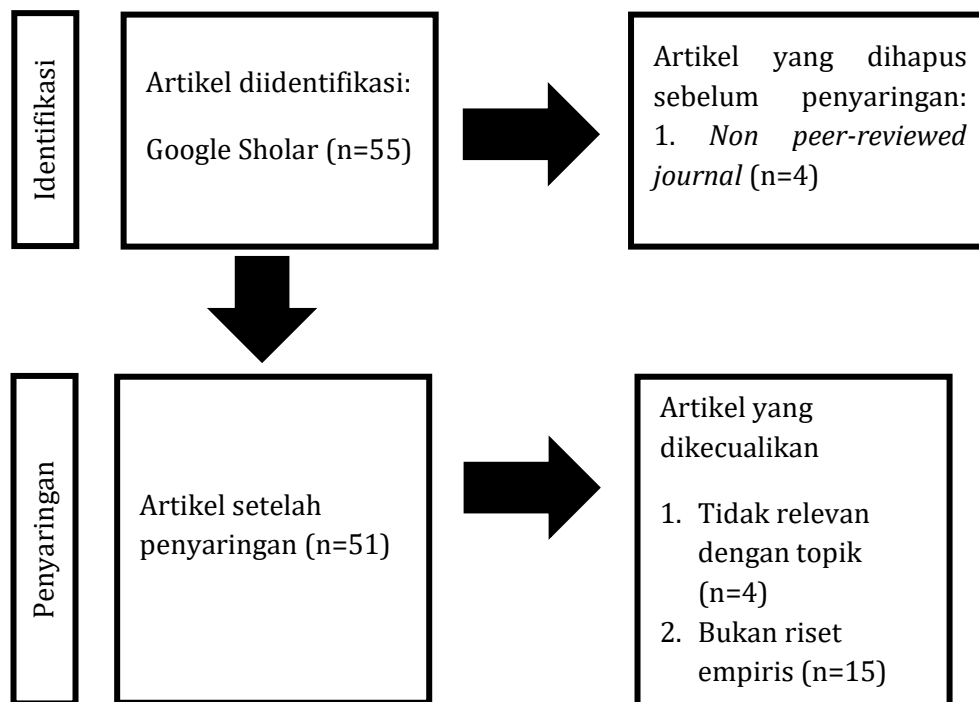 Identifikasi
Artikel diidentifikasi:
Google Sholar (n=55)
Artikel yang dihapus
sebelum penyaringan:
1. Non peer-reviewed
journal (n=4)
Penyaringan
Artikel setelah
penyaringan (n=51)
Artikel yang
dikecualikan
1. Tidak relevan
dengan topik
(n=4)
2. Bukan riset
empiris (n=15)